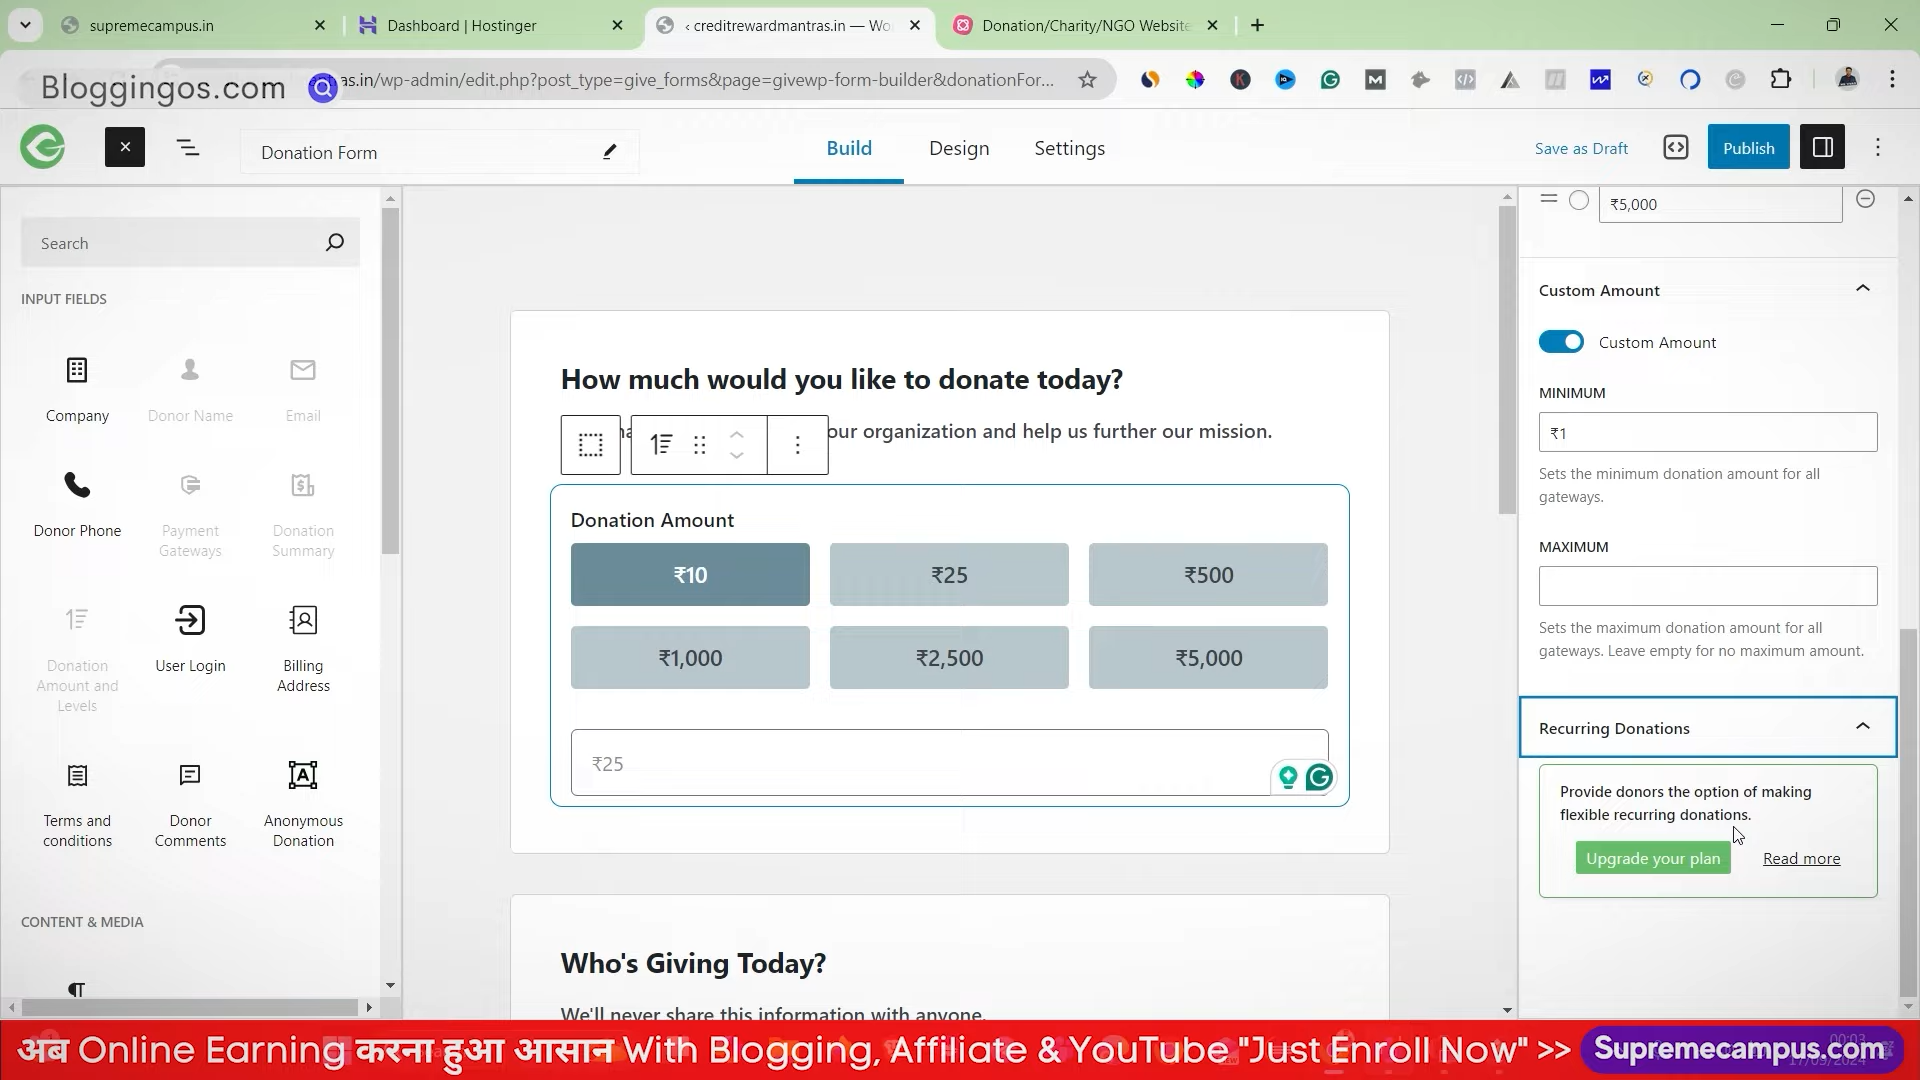 supremecampus.in
Dashboard | Hostinger
‹ creditrewardmantras.in — Wo
Donation/Charity/NGO Website
Bloggingos.com
as.in/wp-admin/edit.php?post_type=give_forms&page=givewp-form-builder&donationFor...
Donation Form
Build
Design
Settings
Save as Draft
Publish
Search
INPUT FIELDS
Company
Donor Name
Email
Donor Phone
Payment
Gateways
Donation
Summary
Donation
Amount and
Levels
User Login
Billing
Address
Terms and
conditions
Donor
Comments
Anonymous
Donation
CONTENT & MEDIA
How much would you like to donate today?
our organization and help us further our mission.
Donation Amount
₹10
₹25
₹500
₹1,000
₹2,500
₹5,000
₹25
Who's Giving Today?
We'll never share this information with anyone.
₹5,000
Custom Amount
Custom Amount
MINIMUM
₹1
Sets the minimum donation amount for all
gateways.
MAXIMUM
Sets the maximum donation amount for all
gateways. Leave empty for no maximum amount.
Recurring Donations
Provide donors the option of making
flexible recurring donations.
Upgrade your plan
Read more
अब Online Earning करना हुआ आसान With Blogging, Affiliate & YouTube "Just Enroll Now" >>
Supremecampus.com